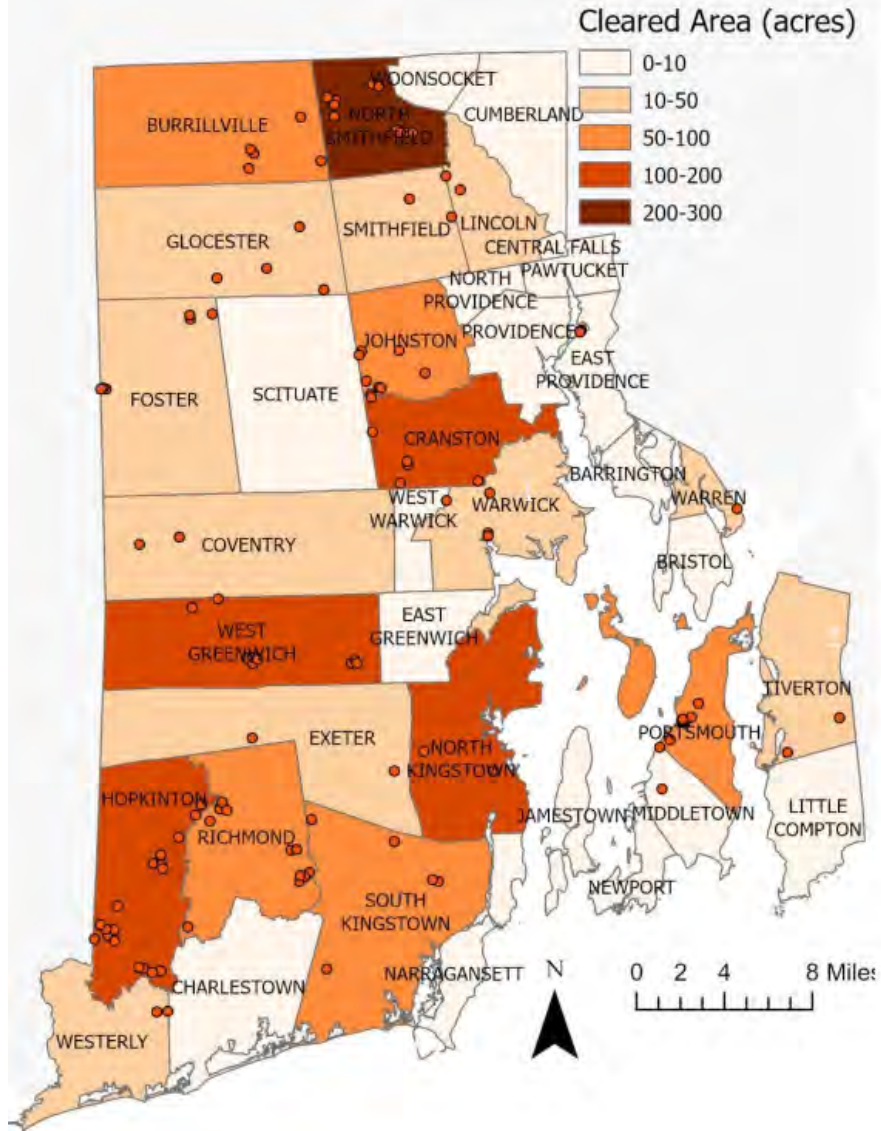 Cleared Area (acres)
0-10
10-50
50-100
100-200
200-300
WOONSOCKET
CUMBERLAND
BURRILLVILLE
NORTH
SMITHFIELD
GLOCESTER
SMITHFIELD
LINCOLN
CENTRAL FALLS
PAWTUCKET
NORTH
PROVIDENCE
JOHNSTON
PROVIDENCE
EAST
PROVIDENCE
FOSTER
SCITUATE
CRANSTON
BARRINGTON
WARREN
WEST
WARWICK
WARWICK
COVENTRY
BRISTOL
WEST
GREENWICH
EAST
GREENWICH
TIVERTON
EXETER
PORTSMOUTH
NORTH
KINGSTOWN
HOPKINTON
RICHMOND
JAMESTOWN
MIDDLETOWN
LITTLE
COMPTON
NEWPORT
SOUTH
KINGSTOWN
NARRAGANSETT
CHARLESTOWN
WESTERLY
N
0 2 4 8 Miles